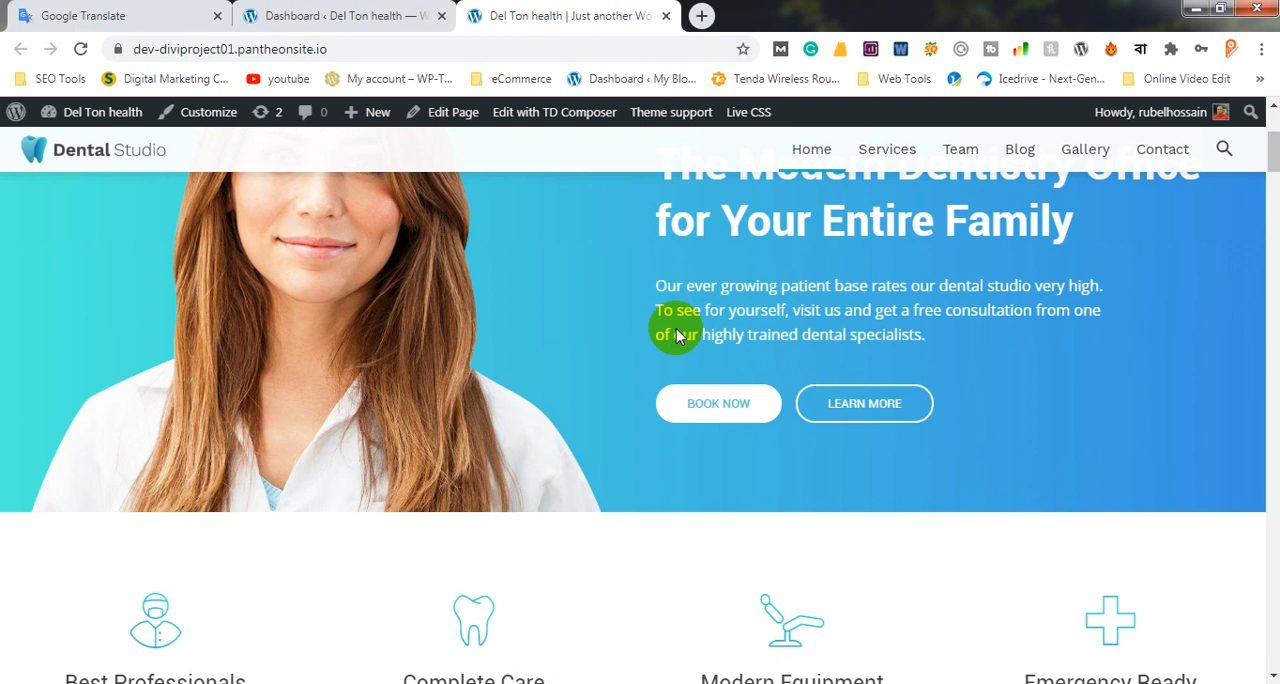 Google Translate
Dashboard ‹ Del Ton health — W
Del Ton health | Just another Wo
dev-diviproject01.pantheonsite.io
SEO Tools
Digital Marketing C...
youtube
My account – WP-T...
eCommerce
Dashboard ‹ My Blo...
Tenda Wireless Rou...
Web Tools
Icedrive - Next-Gen...
Online Video Edit
Del Ton health
Customize
2
0
New
Edit Page
Edit with TD Composer
Theme support
Live CSS
Howdy, rubelhossain
Dental Studio
Home
Services
Team
Blog
Gallery
Contact
The Modern Dentistry Office
for Your Entire Family
Our ever growing patient base rates our dental studio very high.
To see for yourself, visit us and get a free consultation from one
of our highly trained dental specialists.
BOOK NOW
LEARN MORE
Best Professionals
Complete Care
Modern Equipment
Emergency Ready